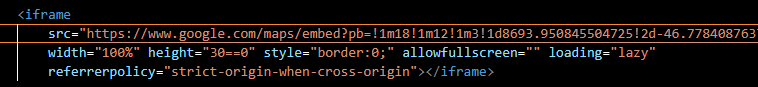 <iframe
src="https://www.google.com/maps/embed?pb=!1m18!1m12!1m3!1d8693.950845504725!2d-46.778408763
width="100%" height="30==0" style="border:0;" allowfullscreen="" loading="lazy"
referrerpolicy="strict-origin-when-cross-origin"></iframe>